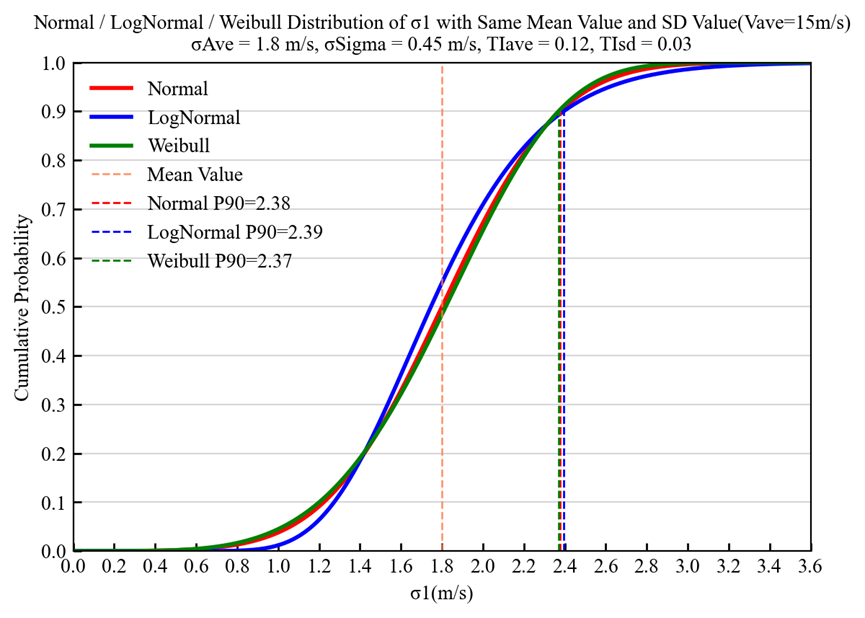 Normal / LogNormal / Weibull Distribution of σ1 with Same Mean Value and SD Value(Vave=15m/s)
σAve = 1.8 m/s, σSigma = 0.45 m/s, TIave = 0.12, TIsd = 0.03
1.0
0.9
0.8
0.7
0.6
0.5
0.4
0.3
0.2
0.1
0.0
Cumulative Probability
Normal
LogNormal
Weibull
Mean Value
Normal P90=2.38
LogNormal P90=2.39
Weibull P90=2.37
0.0 0.2 0.4 0.6 0.8 1.0 1.2 1.4 1.6 1.8 2.0 2.2 2.4 2.6 2.8 3.0 3.2 3.4 3.6
σ1(m/s)